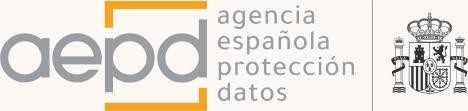 aepd
agencia
española
protección
datos